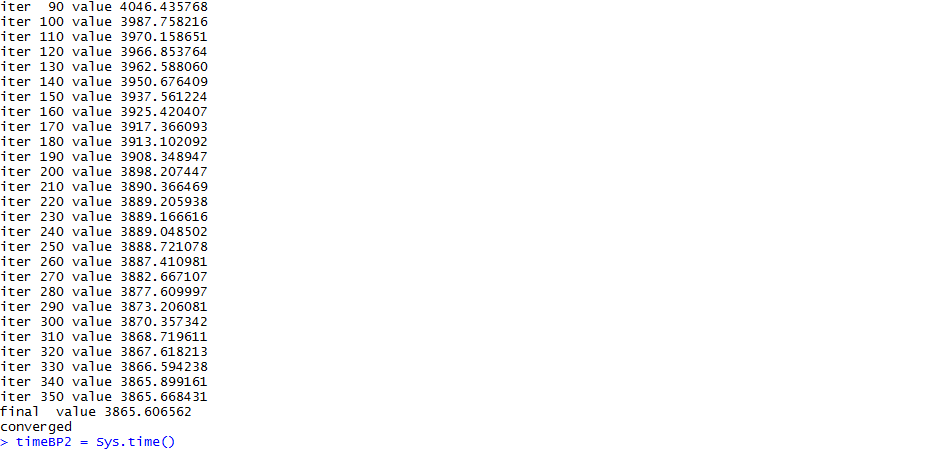 iter  90 value 4046.435768
iter 100 value 3987.758216
iter 110 value 3970.158651
iter 120 value 3966.853764
iter 130 value 3962.588060
iter 140 value 3950.676409
iter 150 value 3937.561224
iter 160 value 3925.420407
iter 170 value 3917.366093
iter 180 value 3913.102092
iter 190 value 3908.348947
iter 200 value 3898.207447
iter 210 value 3890.366469
iter 220 value 3889.205938
iter 230 value 3889.166616
iter 240 value 3889.048502
iter 250 value 3888.721078
iter 260 value 3887.410981
iter 270 value 3882.667107
iter 280 value 3877.609997
iter 290 value 3873.206081
iter 300 value 3870.357342
iter 310 value 3868.719611
iter 320 value 3867.618213
iter 330 value 3866.594238
iter 340 value 3865.899161
iter 350 value 3865.668431
final  value 3865.606562
converged
> timeBP2 = Sys.time()